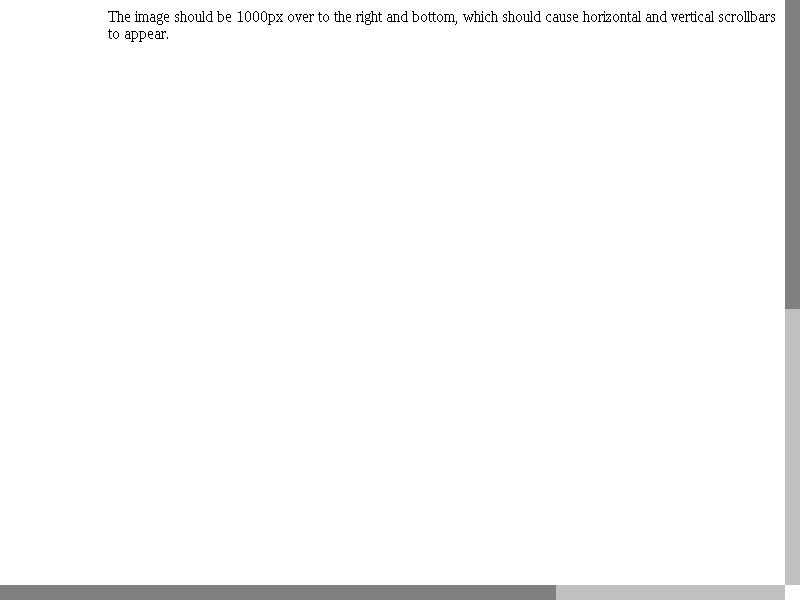 The image should be 1000px over to the right and bottom, which should cause horizontal and vertical scrollbars
to appear.